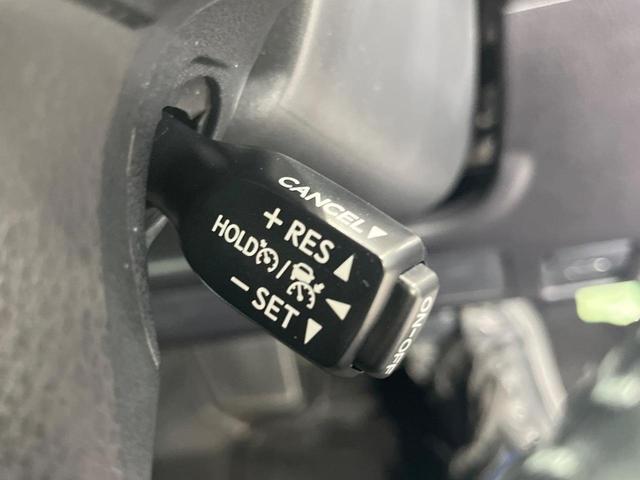 CANCEL▼
+ RES ▲
HOLD / ◀
− SET ▼
ON-OFF